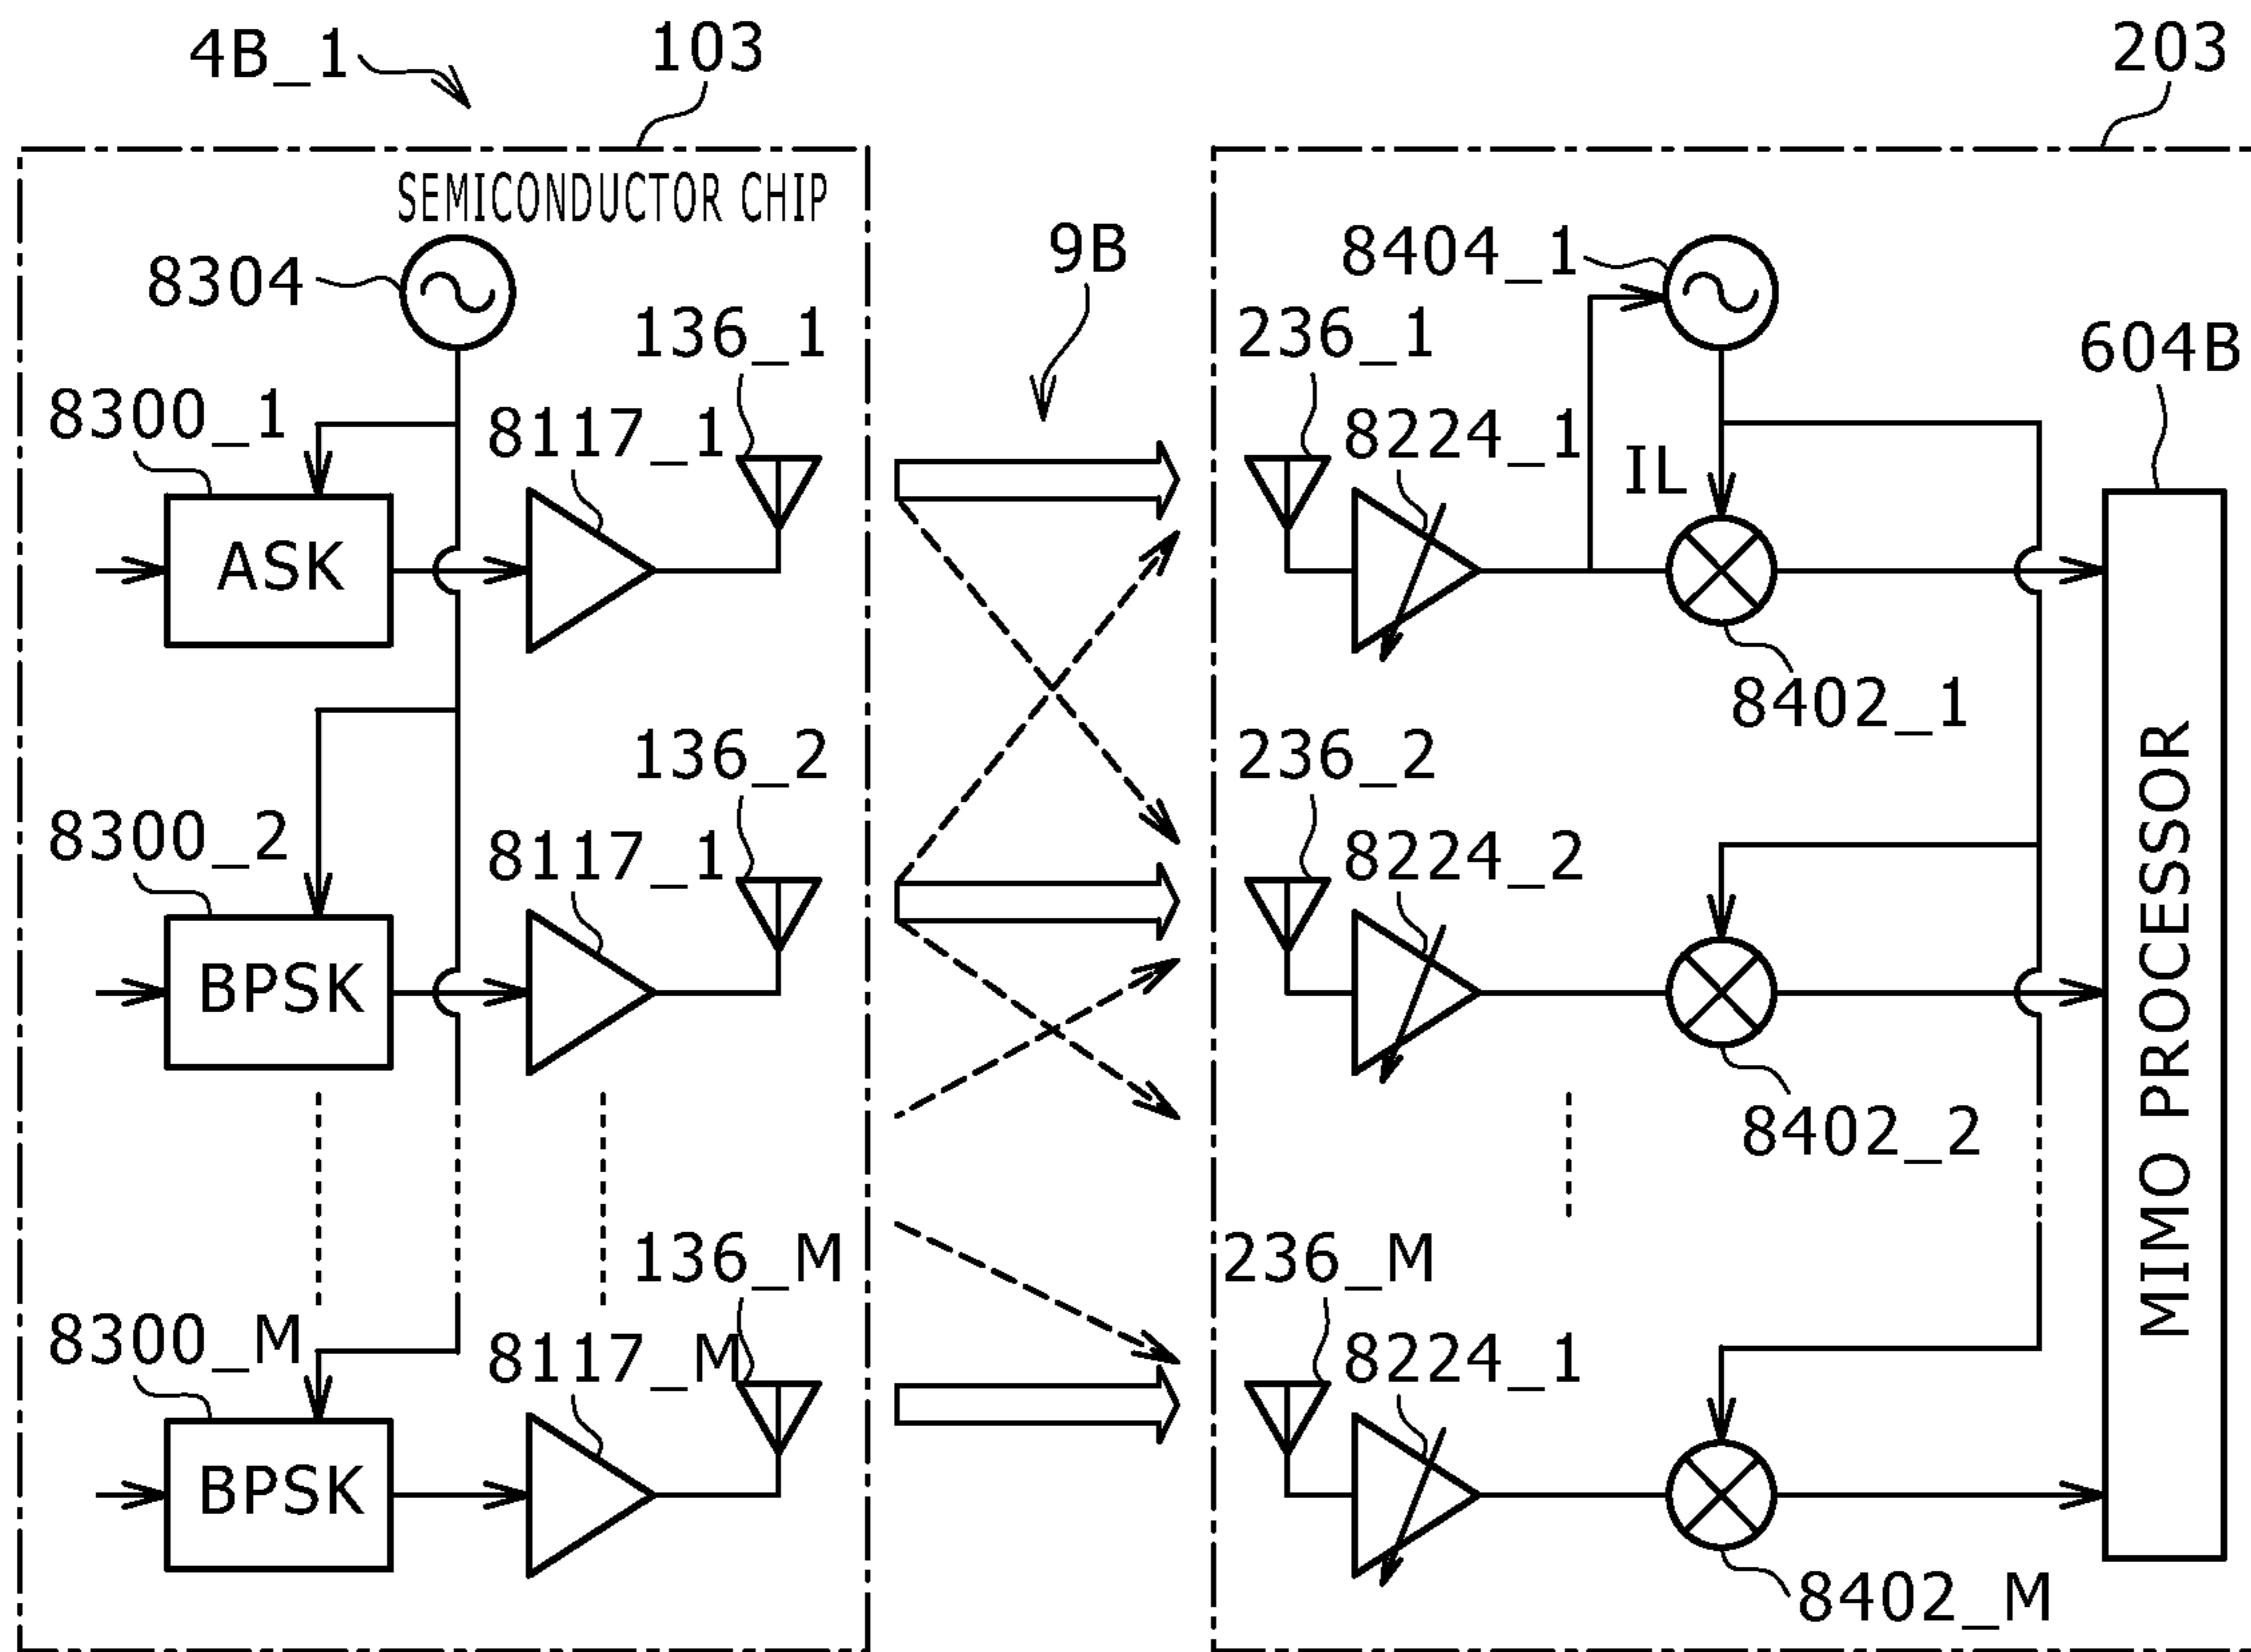 4B_1
103
203
SEMICONDUCTOR CHIP
8304
9B
8404_1
136_1
236_1
604B
8300_1
8117_1
8224_1
IL
ASK
8402_1
136_2
236_2
8300_2
8117_1
8224_2
BPSK
8402_2
MIMO PROCESSOR
136_M
236_M
8300_M
8117_M
8224_1
BPSK
8402_M